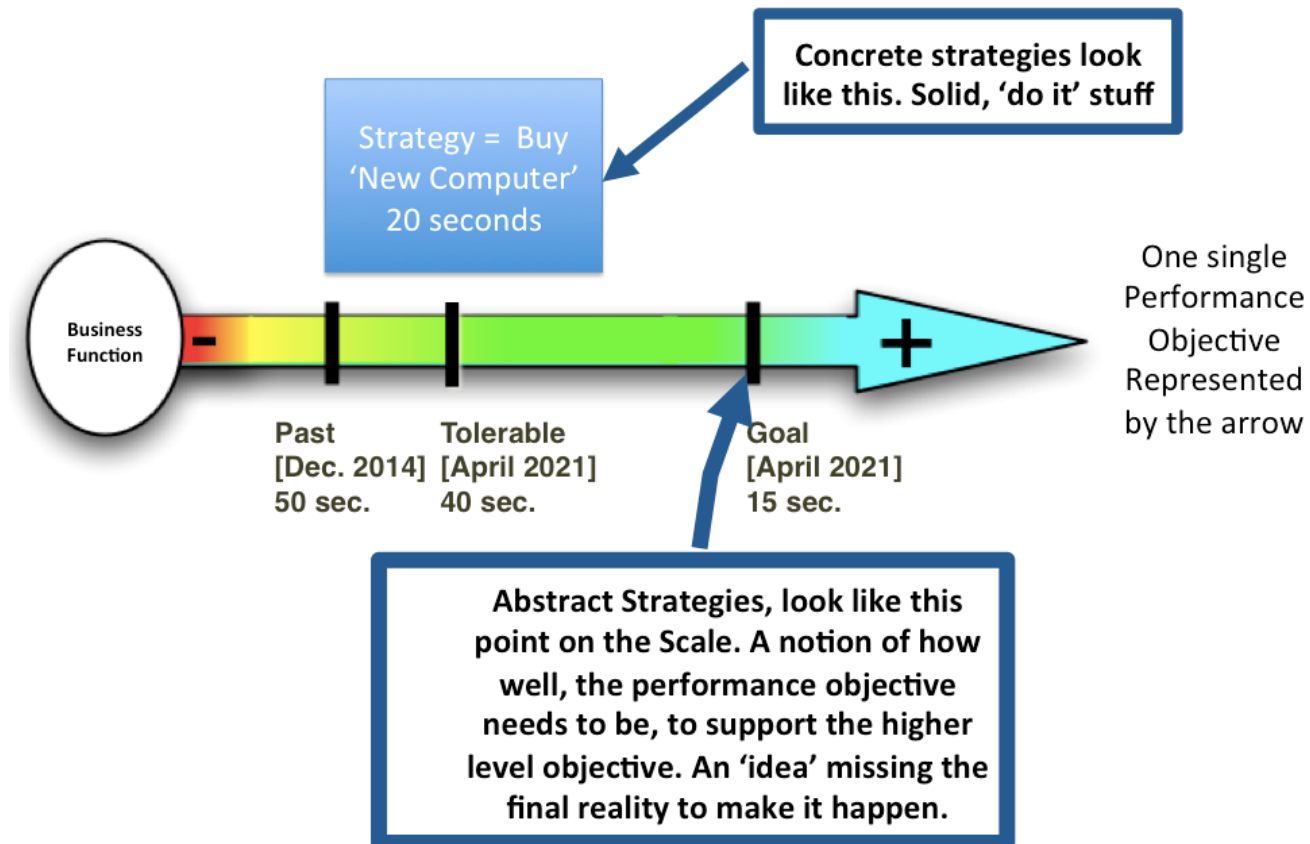 Concrete strategies look
like this. Solid, ‘do it’ stuff
Strategy = Buy
‘New Computer’
20 seconds
Business
Function
-
+
One single
Performance
Objective
Represented
by the arrow
Past
[Dec. 2014]
50 sec.
Tolerable
[April 2021]
40 sec.
Goal
[April 2021]
15 sec.
Abstract Strategies, look like this
point on the Scale. A notion of how
well, the performance objective
needs to be, to support the higher
level objective. An ‘idea’ missing the
final reality to make it happen.